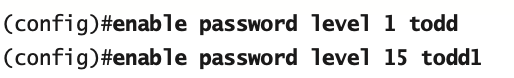 (config)#enable password level 1 todd
(config)#enable password level 15 todd1